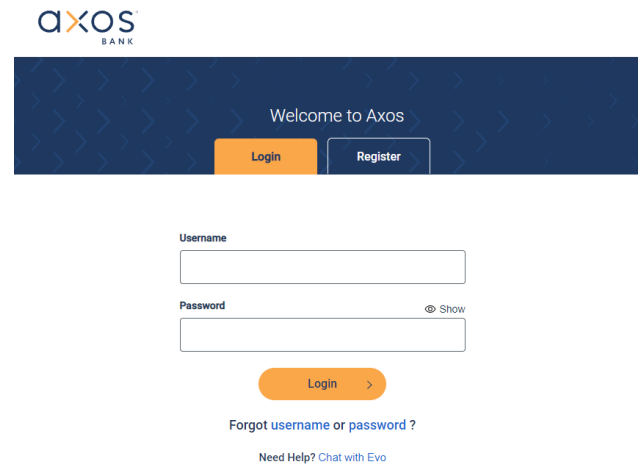 axos
BANK
Welcome to Axos
Login
Register
Username
Password
Show
Login
Forgot username or password ?
Need Help? Chat with Evo